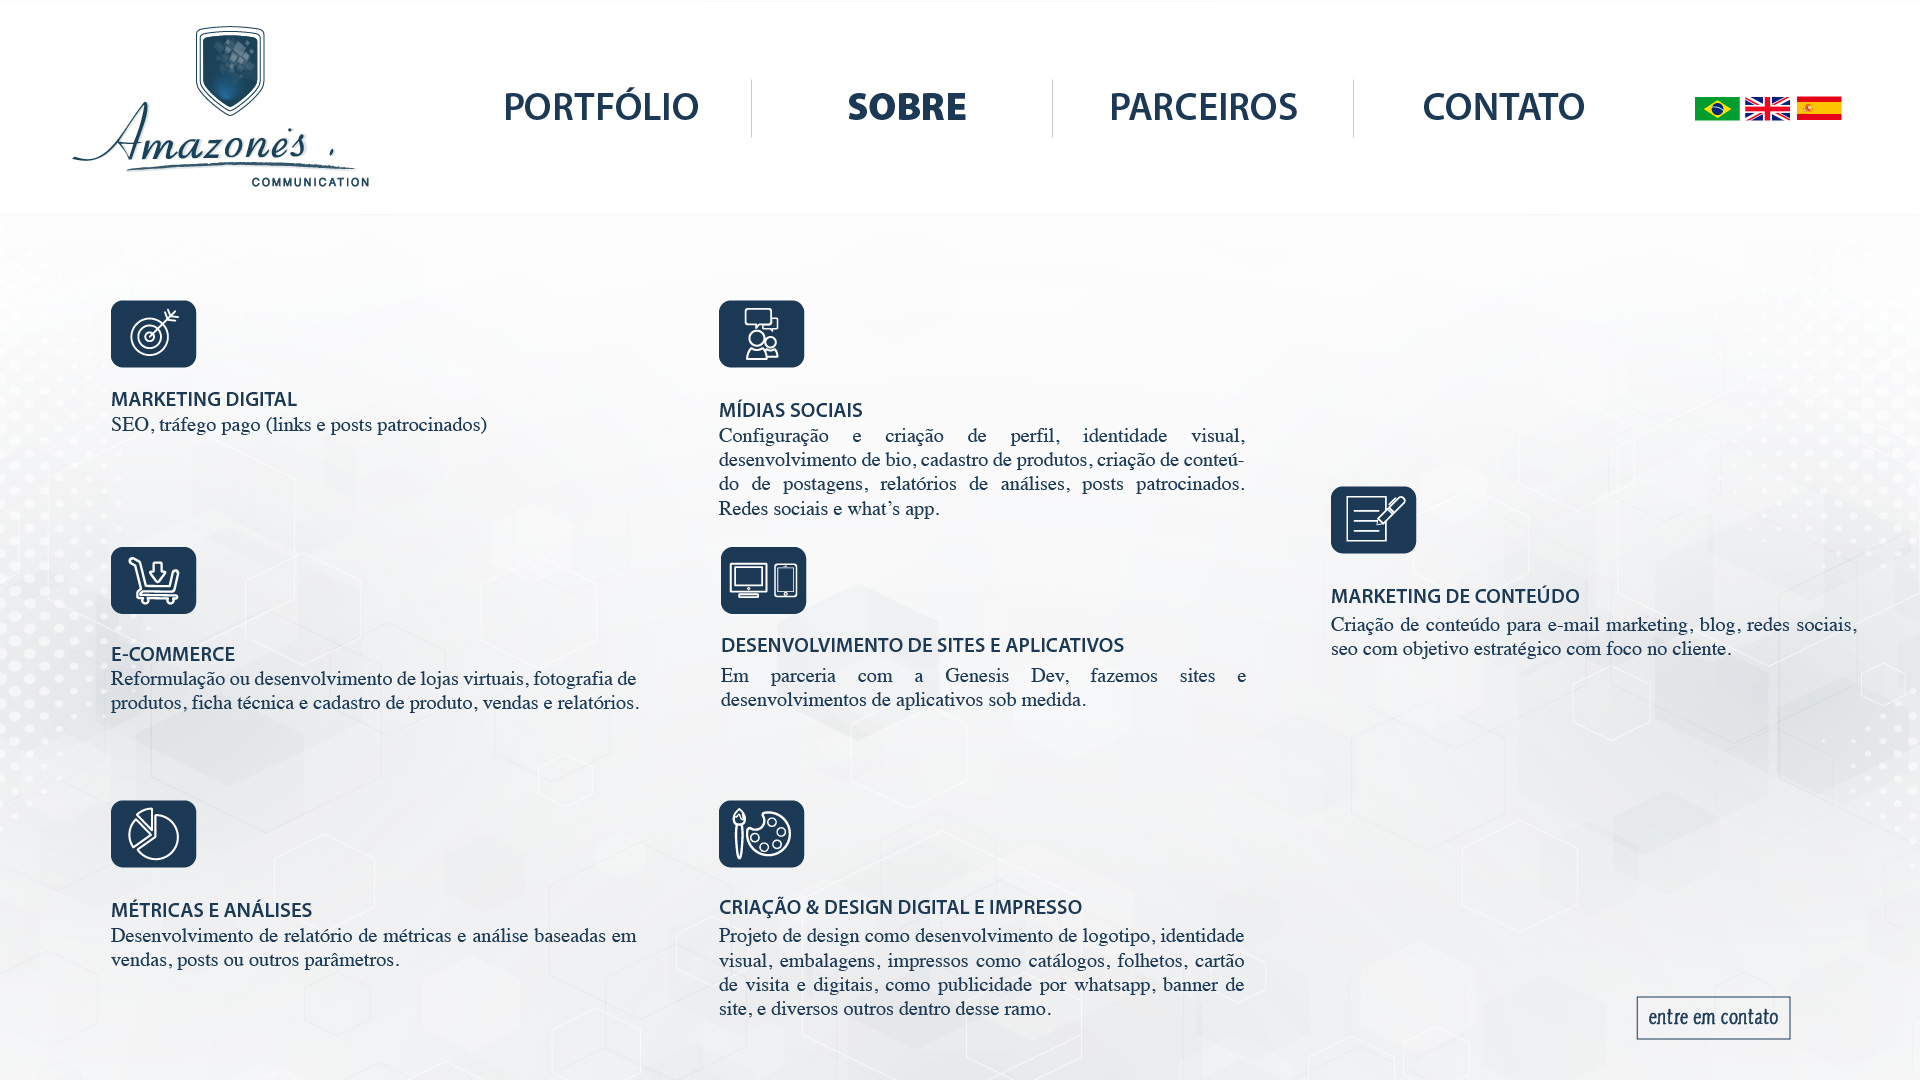 Amazone's
COMMUNICATION
PORTFÓLIO
SOBRE
PARCEIROS
CONTATO
MARKETING DIGITAL
SEO, tráfego pago (links e posts patrocinados)
E-COMMERCE
Reformulação ou desenvolvimento de lojas virtuais, fotografia de
produtos, ficha técnica e cadastro de produto, vendas e relatórios.
MÉTRICAS E ANÁLISES
Desenvolvimento de relatório de métricas e análise baseadas em
vendas, posts ou outros parâmetros.
MÍDIAS SOCIAIS
Configuração e criação de perfil, identidade visual,
desenvolvimento de bio, cadastro de produtos, criação de conteú-
do de postagens, relatórios de análises, posts patrocinados.
Redes sociais e what’s app.
DESENVOLVIMENTO DE SITES E APLICATIVOS
Em parceria com a Genesis Dev, fazemos sites e
desenvolvimentos de aplicativos sob medida.
CRIAÇÃO & DESIGN DIGITAL E IMPRESSO
Projeto de design como desenvolvimento de logotipo, identidade
visual, embalagens, impressos como catálogos, folhetos, cartão
de visita e digitais, como publicidade por whatsapp, banner de
site, e diversos outros dentro desse ramo.
MARKETING DE CONTEÚDO
Criação de conteúdo para e-mail marketing, blog, redes sociais,
seo com objetivo estratégico com foco no cliente.
entre em contato